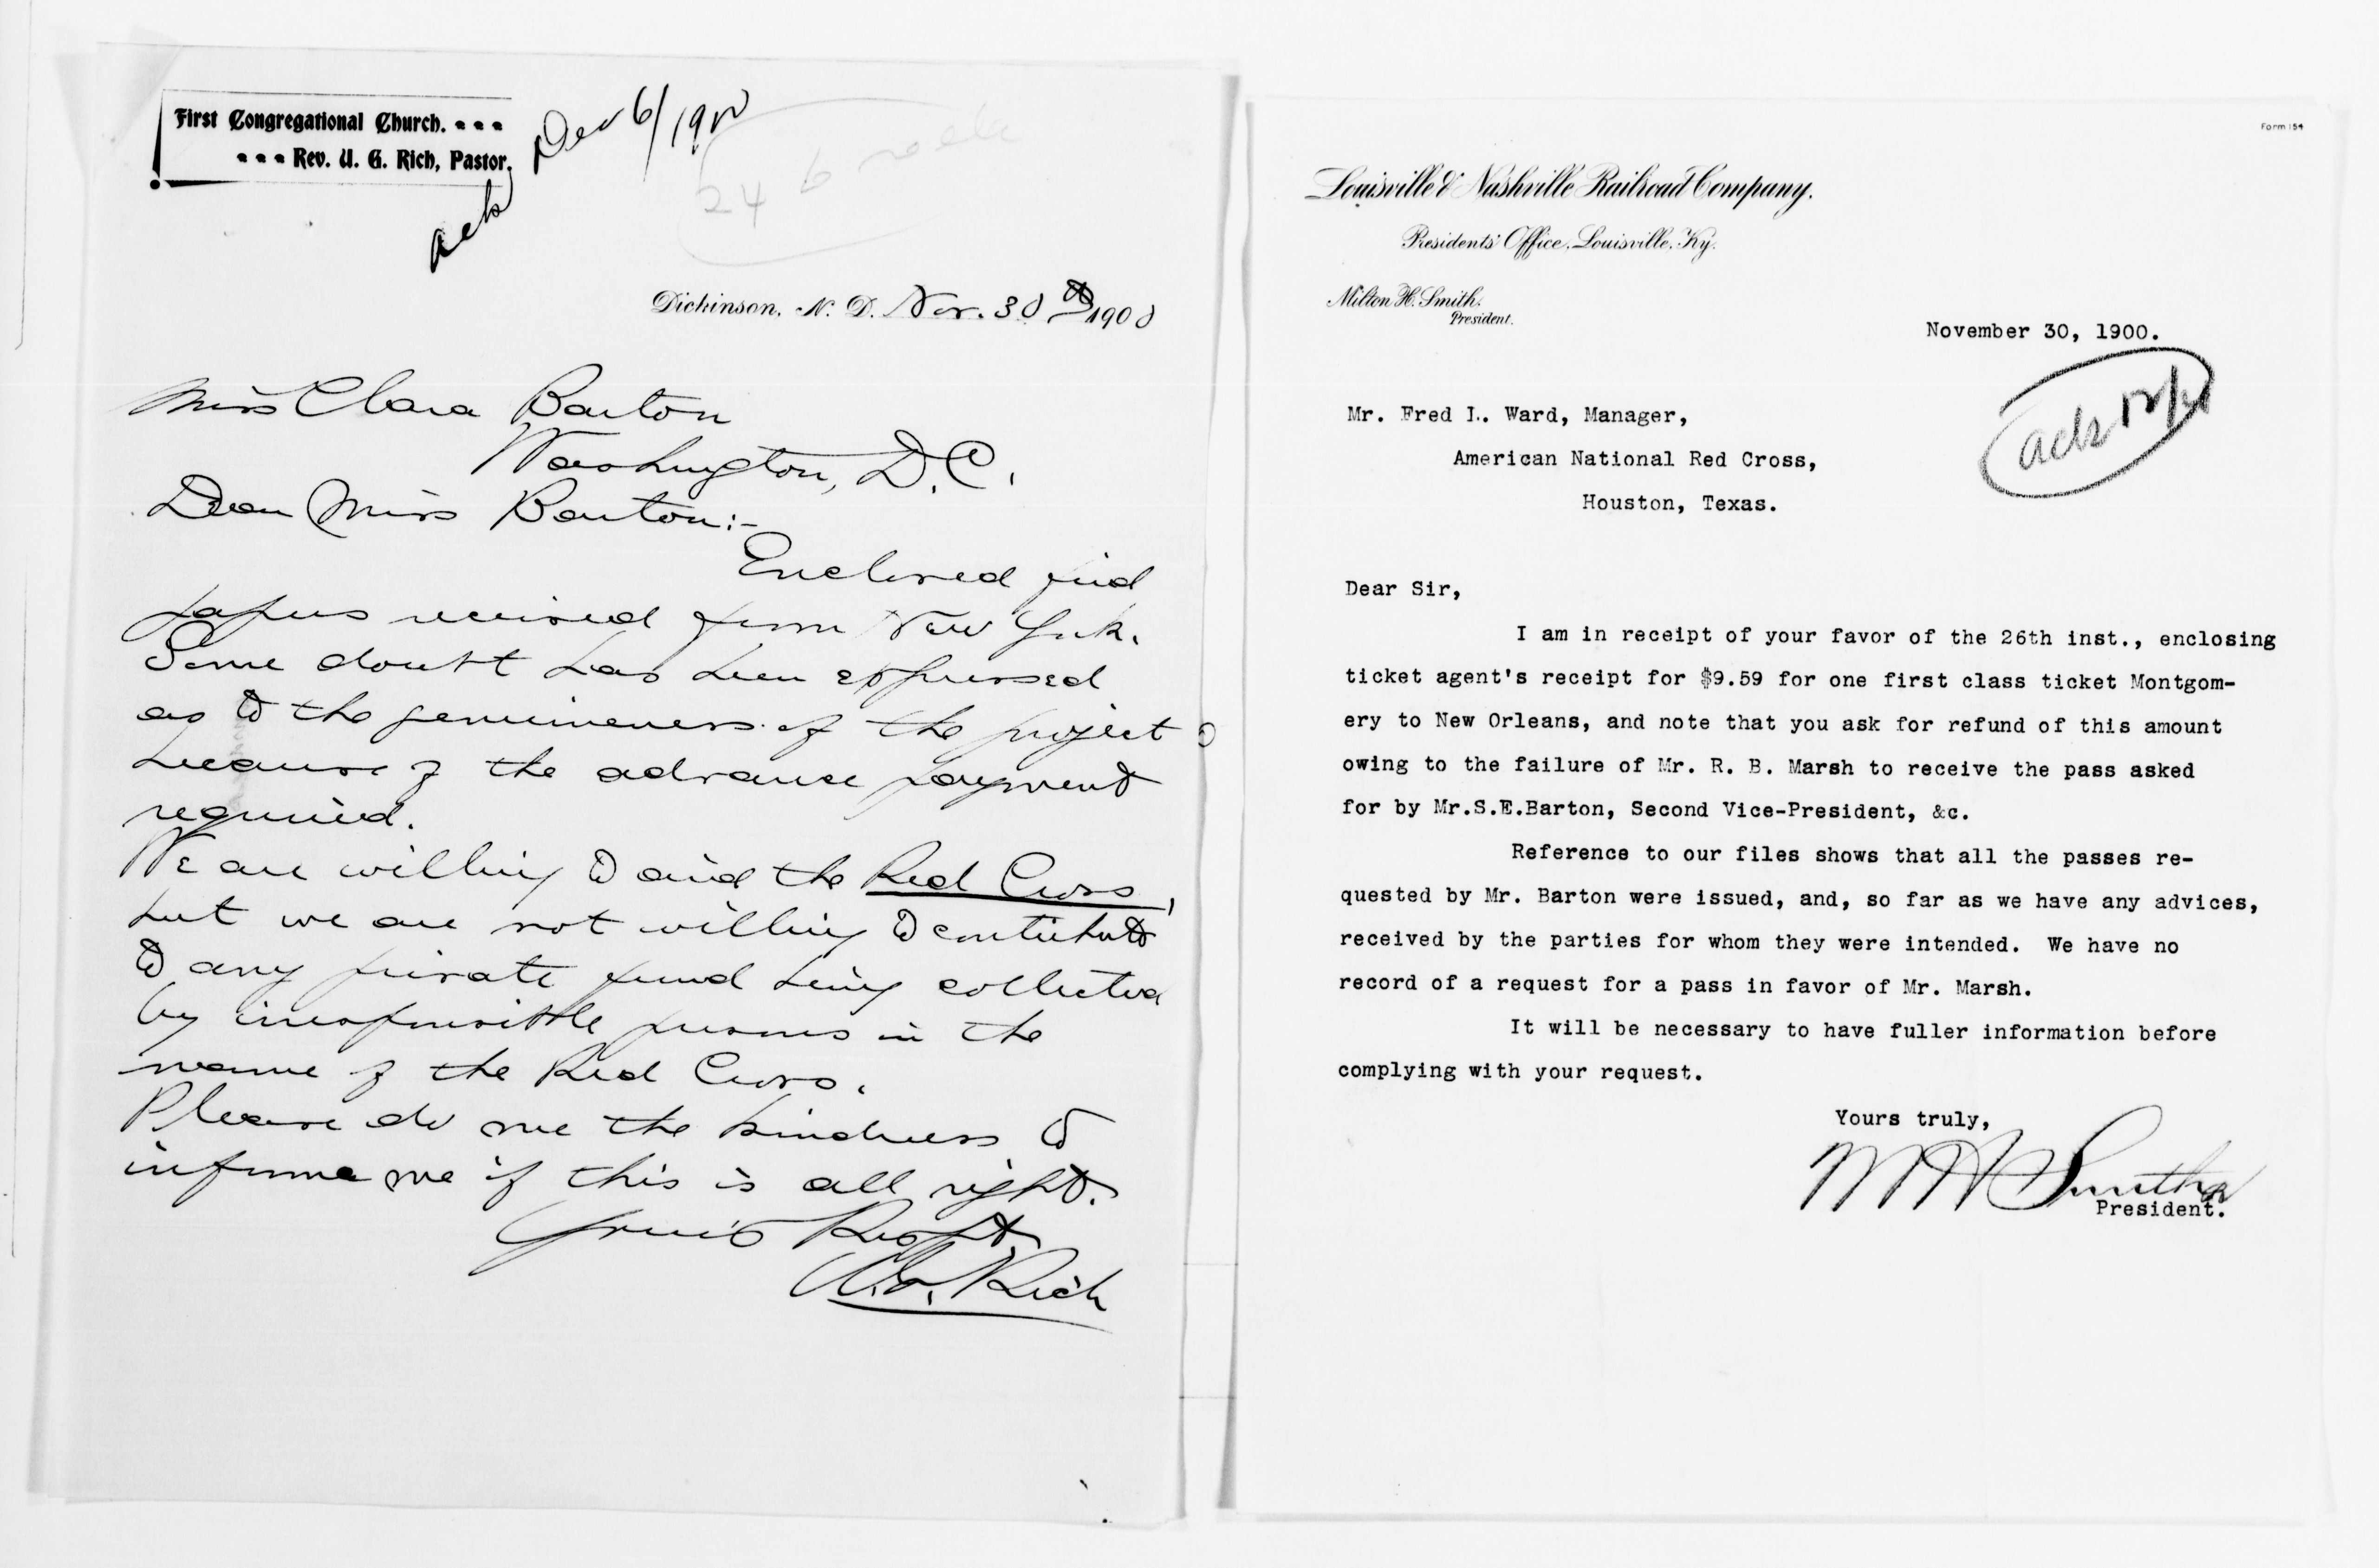 First Congregational Church.
Rev. U. G. Rich, Pastor.
Ack Dec 6/1900
24
Dickinson, N. D. Nov. 30th 1900
Miss Clara Barton
Washington, D.C.
Dear Miss Barton:-
Enclosed find
papers received from New York.
Some doubt has been expressed
as to the genuineness of the project
because of the advance payment
required.
We are willing to aid the Red Cross,
but we are not willing to contribute
to any private fund being collected
by irresponsible persons in the
name of the Red Cross.
Please do me the kindness to
inform me if this is all right.
Yours Respt.
U.G. Rich
Form 154
Louisville & Nashville Railroad Company.
Presidents' Office, Louisville, Ky.
Milton H. Smith.
President.
November 30, 1900.
ack
Mr. Fred L. Ward, Manager,
American National Red Cross,
Houston, Texas.
Dear Sir,
I am in receipt of your favor of the 26th inst., enclosing
ticket agent's receipt for $9.59 for one first class ticket Montgom-
ery to New Orleans, and note that you ask for refund of this amount
owing to the failure of Mr. R. B. Marsh to receive the pass asked
for by Mr.S.E.Barton, Second Vice-President, &c.
Reference to our files shows that all the passes re-
quested by Mr. Barton were issued, and, so far as we have any advices,
received by the parties for whom they were intended. We have no
record of a request for a pass in favor of Mr. Marsh.
It will be necessary to have fuller information before
complying with your request.
Yours truly,
M H Smith
President.